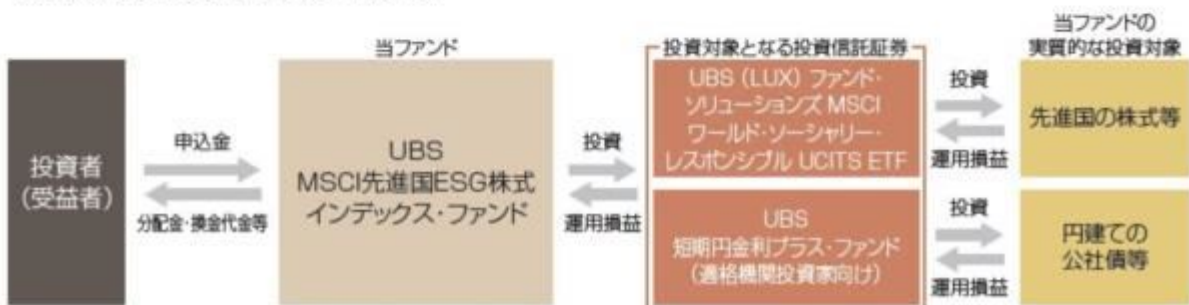 当ファンド
投資対象となる投資信託証券
当ファンドの
実質的な投資対象
投資者
(受益者)
申込金
分配金・換金代金等
UBS
MSCI先進国ESG株式
インデックス・ファンド
投資
運用損益
UBS (LUX) ファンド・
ソリューションズ MSCI
ワールド・ソーシャリー・
レスポンシブル UCITS ETF
投資
運用損益
先進国の株式等
UBS
短期円金利プラス・ファンド
(適格機関投資家向け)
投資
運用損益
円建ての
公社債等